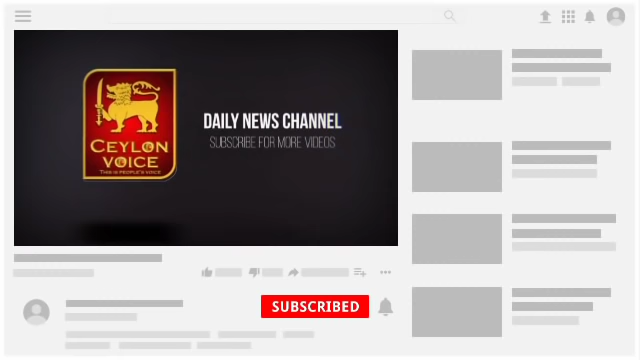 CEYLON
VOICE
THIS IS PEOPLE'S VOICE
DAILY NEWS CHANNEL
SUBSCRIBE FOR MORE VIDEOS
SUBSCRIBED